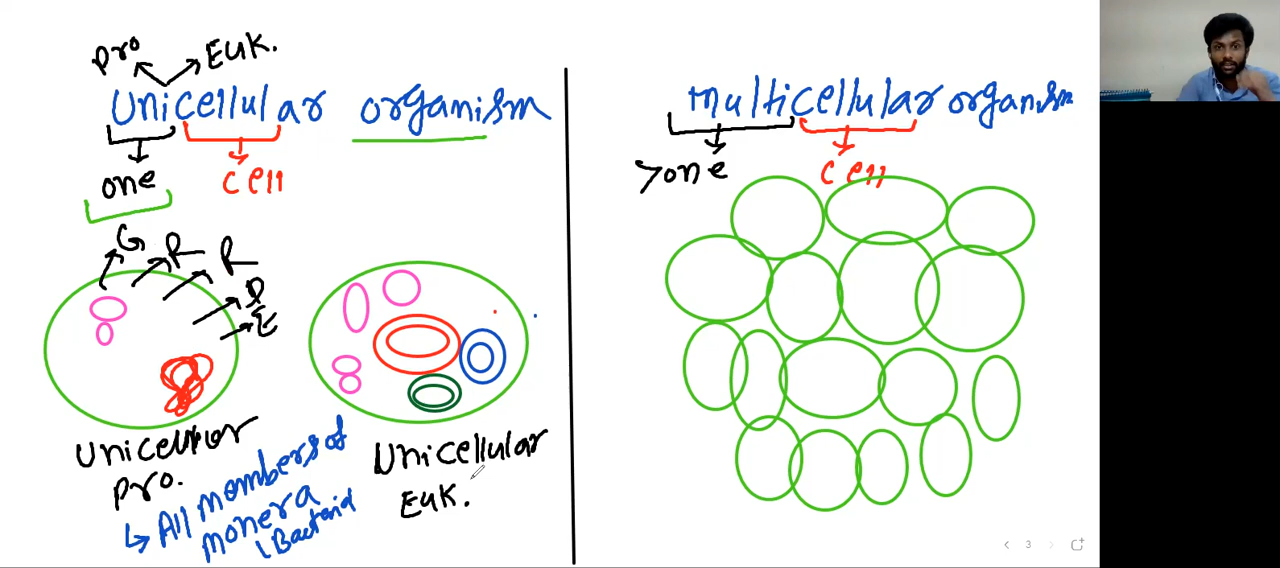 Pro EUK.
Unicellular organism
one cell
G R R D E
Unicellular
Pro.
All members of
monera
Bacteria
Unicellular
EUK.
multicellular organism
>one cell
3